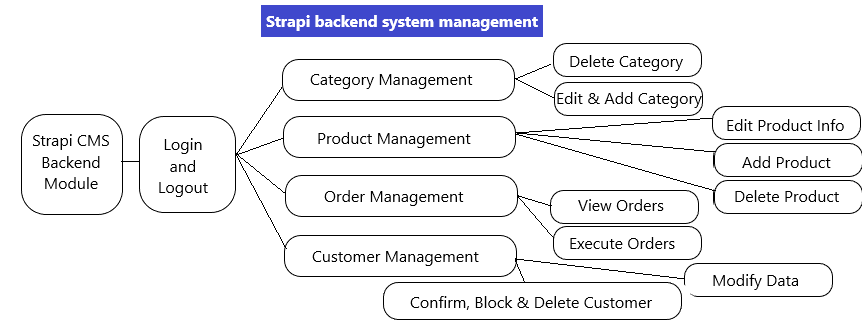 Strapi backend system management
Delete Category
Category Management
Edit & Add Category
Edit Product Info
Strapi CMS
Backend
Module
Login
and
Logout
Product Management
Add Product
Delete Product
Order Management
View Orders
Execute Orders
Customer Management
Modify Data
Confirm, Block & Delete Customer